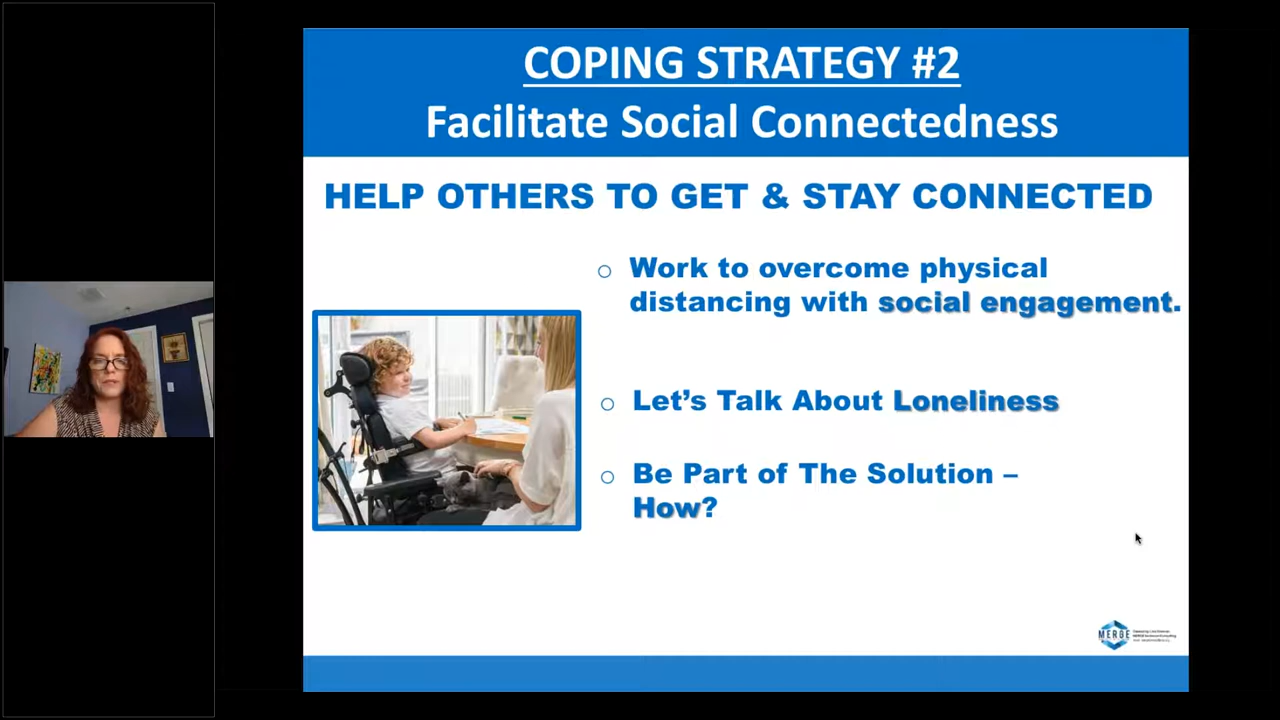 COPING STRATEGY #2
Facilitate Social Connectedness
HELP OTHERS TO GET & STAY CONNECTED
o Work to overcome physical
distancing with social engagement.
o Let's Talk About Loneliness
o Be Part of The Solution –
How?
MERGE